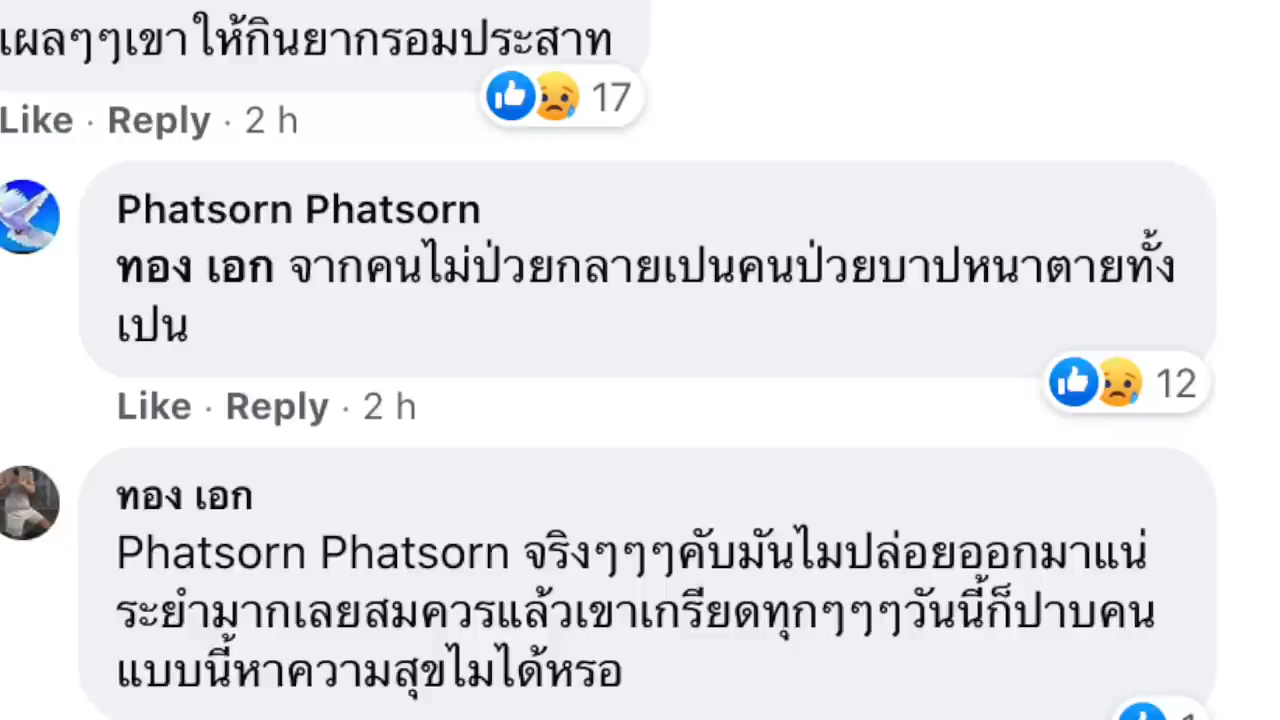 เผลๆๆเขาให้กินยากรอมประสาท
17
Like · Reply · 2 h
Phatsorn Phatsorn
ทอง เอก จากคนไม่ป่วยกลายเปนคนป่วยบาปหนาตายทั้ง
เปน
12
Like · Reply · 2 h
ทอง เอก
Phatsorn Phatsorn จริงๆๆๆคับมันไมปล่อยออกมาแน่
ระยำมากเลยสมควรแล้วเขาเกรียดทุกๆๆๆวันนี้ก็ปาบคน
แบบนี้หาความสุขไมได้หรอ